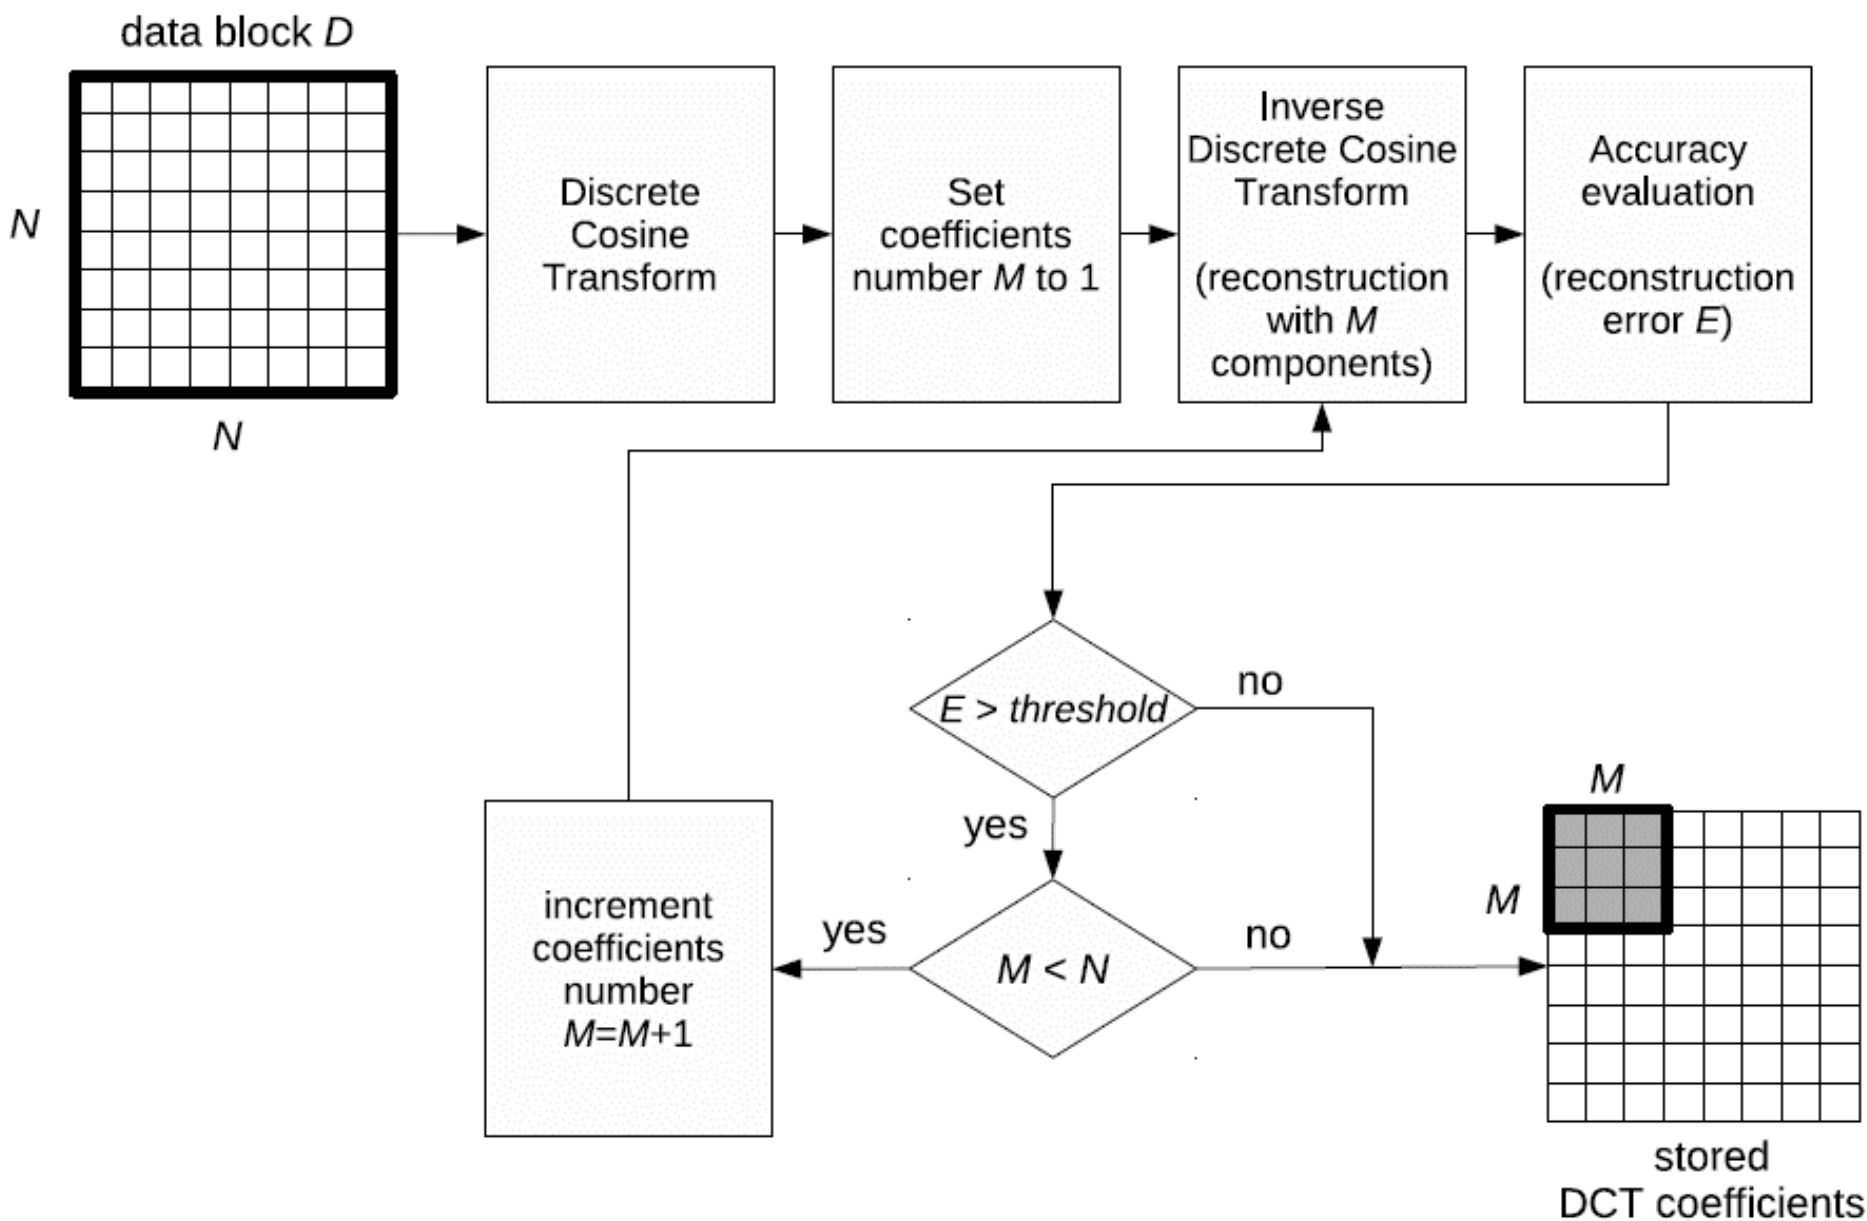 data block D
N
N
Discrete
Cosine
Transform
Set
coefficients
number M to 1
Inverse
Discrete Cosine
Transform
(reconstruction
with M
components)
Accuracy
evaluation
(reconstruction
error E)
E > threshold
no
yes
M < N
yes
no
increment
coefficients
number
M=M+1
M
M
stored
DCT coefficients